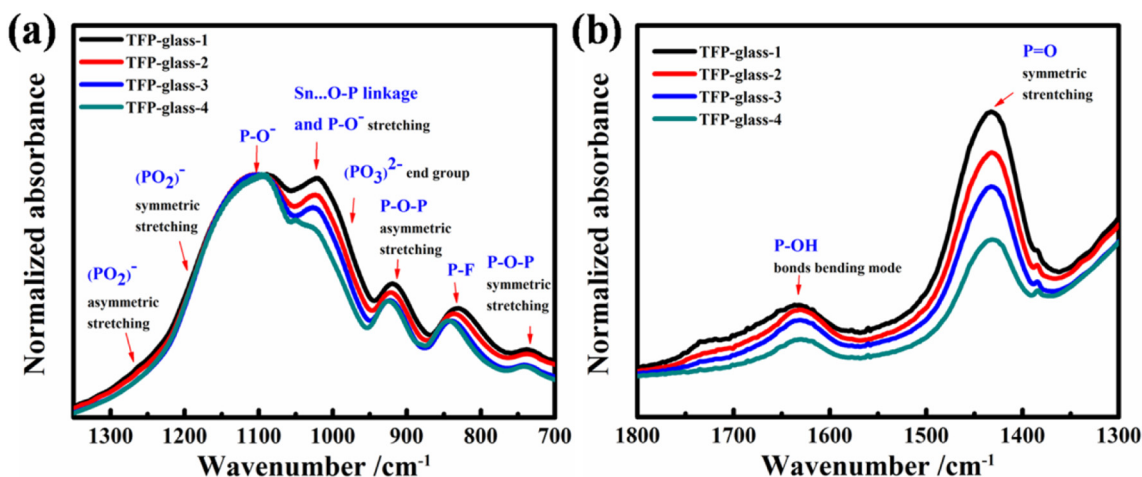 (a)
TFP-glass-1
TFP-glass-2
TFP-glass-3
TFP-glass-4
Sn...O-P linkage
and P-O⁻ stretching
P-O⁻
(PO₃)²⁻ end group
(PO₂)⁻
symmetric
stretching
P-O-P
asymmetric
stretching
(PO₂)⁻
asymmetric
stretching
P-F
P-O-P
symmetric
stretching
Normalized absorbance
1300 1200 1100 1000 900 800 700
Wavenumber /cm⁻¹
(b)
TFP-glass-1
TFP-glass-2
TFP-glass-3
TFP-glass-4
P=O
symmetric
strentching
P-OH
bonds bending mode
Normalized absorbance
1800 1700 1600 1500 1400 1300
Wavenumber /cm⁻¹